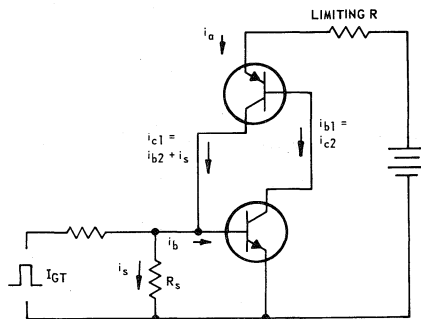 LIMITING R
i_a
i_c1 =
i_b2 + i_s
i_b1 =
i_c2
i_b
i_s
R_s
I_GT